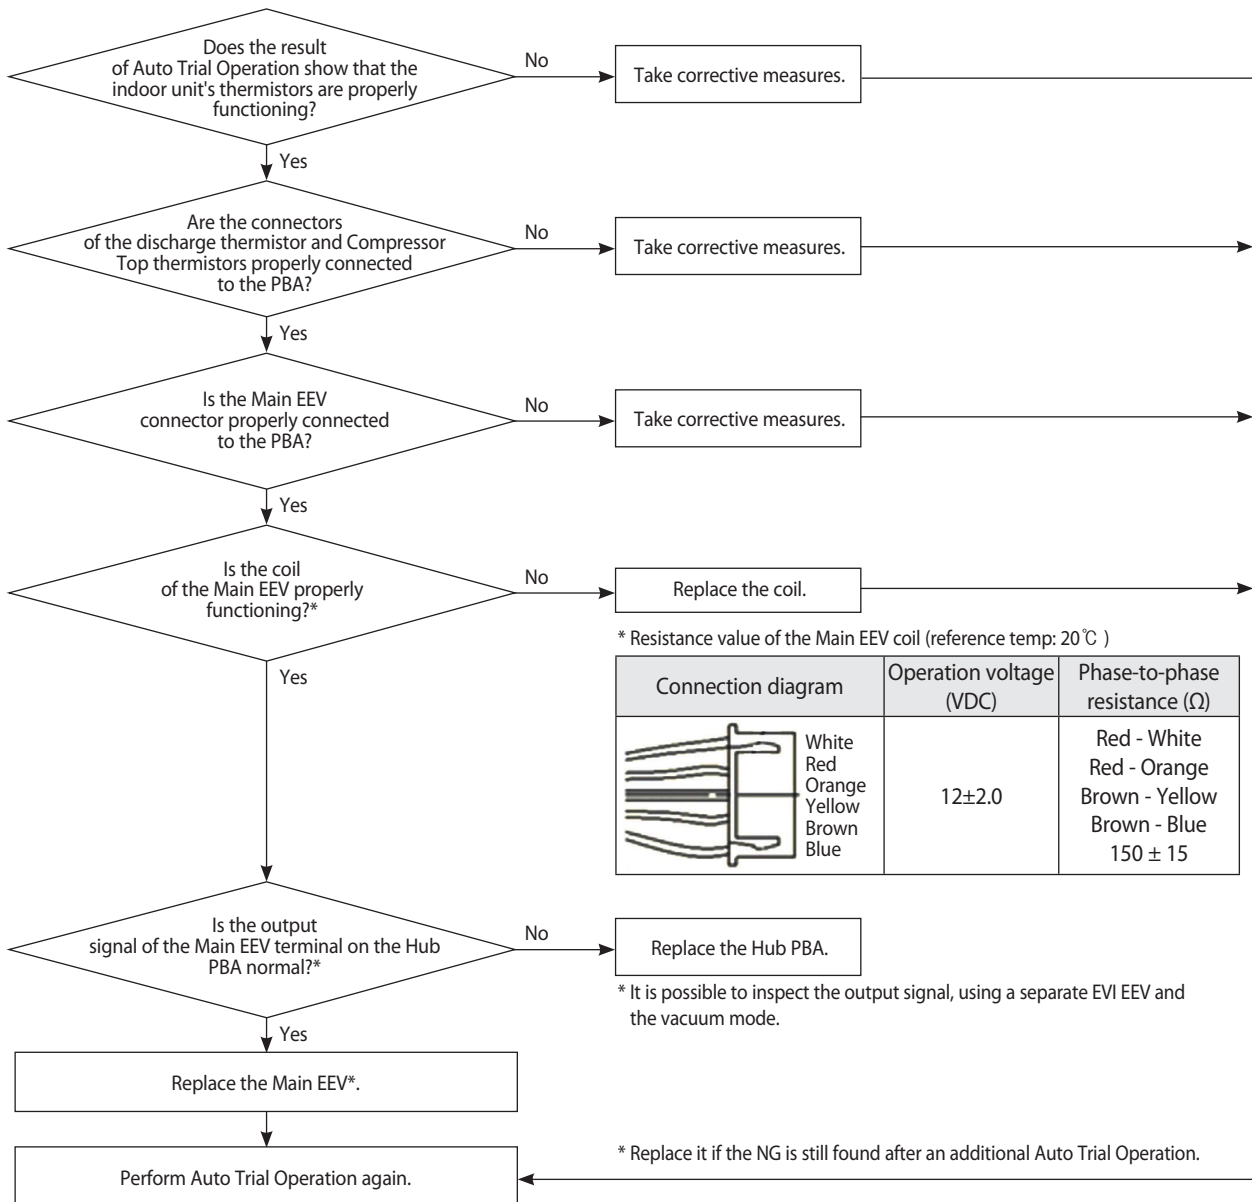 Does the result
of Auto Trial Operation show that the
indoor unit's thermistors are properly
functioning?
No
Take corrective measures.
Yes
Are the connectors
of the discharge thermistor and Compressor
Top thermistors properly connected
to the PBA?
No
Take corrective measures.
Yes
Is the Main EEV
connector properly connected
to the PBA?
No
Take corrective measures.
Yes
Is the coil
of the Main EEV properly
functioning?*
No
Replace the coil.
Yes
* Resistance value of the Main EEV coil (reference temp: 20℃ )
Connection diagram
Operation voltage
(VDC)
Phase-to-phase
resistance (Ω)
White
Red
Orange
Yellow
Brown
Blue
12±2.0
Red - White
Red - Orange
Brown - Yellow
Brown - Blue
150 ± 15
Is the output
signal of the Main EEV terminal on the Hub
PBA normal?*
No
Replace the Hub PBA.
* It is possible to inspect the output signal, using a separate EVI EEV and
the vacuum mode.
Yes
Replace the Main EEV*.
* Replace it if the NG is still found after an additional Auto Trial Operation.
Perform Auto Trial Operation again.